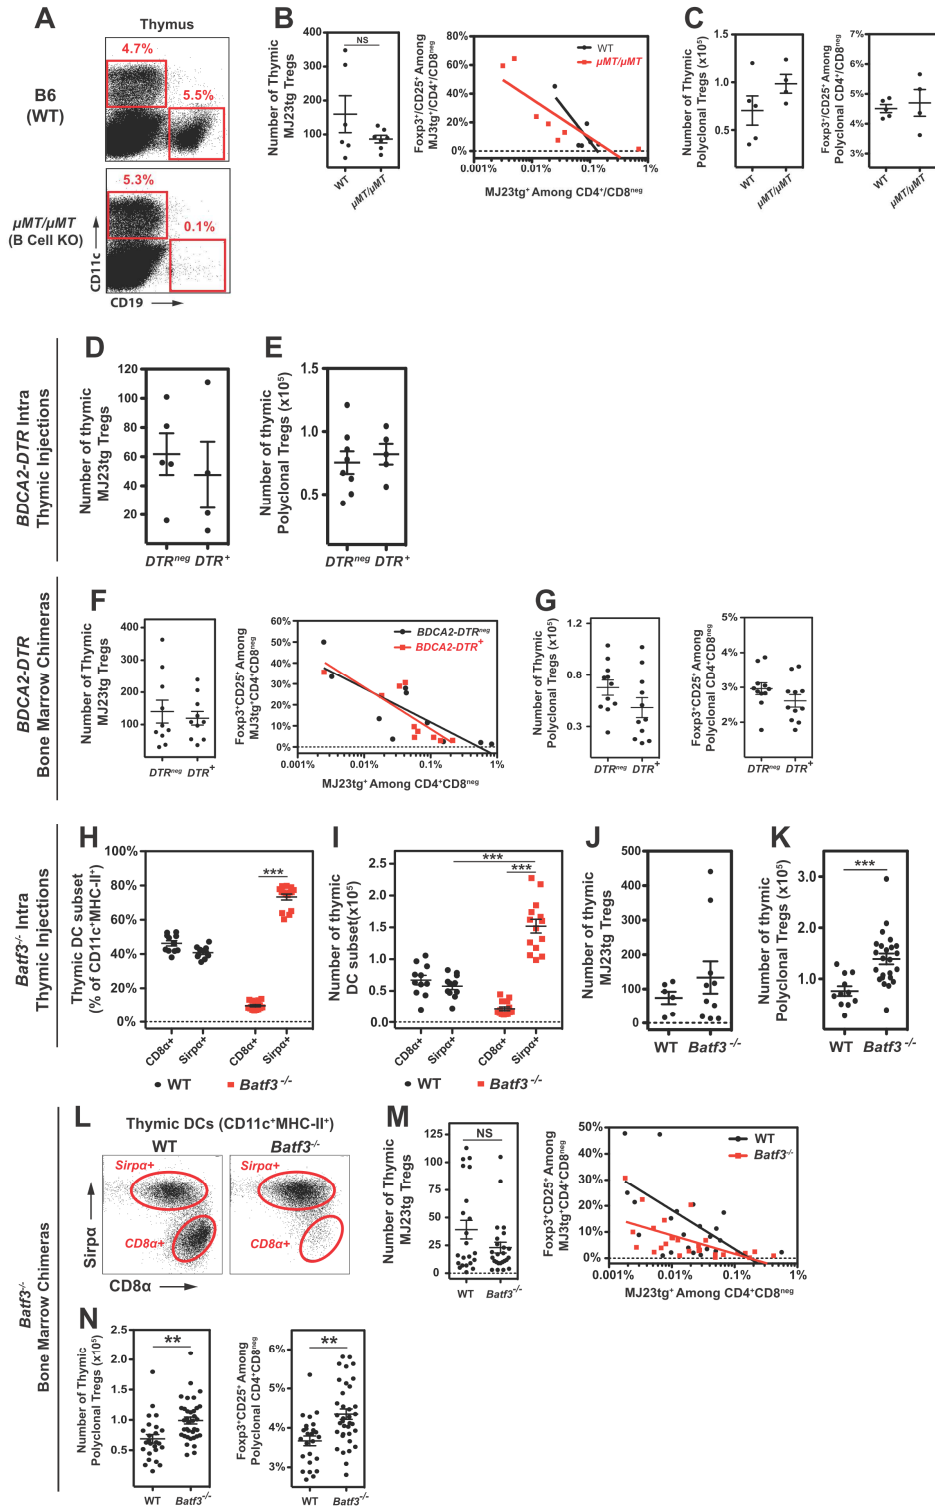 A
Thymus
B6
(WT)
4.7%
5.5%
µMT/µMT
(B Cell KO)
5.3%
0.1%
CD11c
CD19
B
Number of Thymic
MJ23tg Tregs
400
300
200
100
NS
WT
µMT/µMT
Foxp3⁺/CD25⁺ Among
MJ3tg⁺/CD4⁺/CD8ⁿᵉᵍ
80%
60%
40%
20%
0%
WT
µMT/µMT
0.001% 0.01% 0.1% 1%
MJ23tg⁺ Among CD4⁺/CD8ⁿᵉᵍ
C
Number of Thymic
Polyclonal Tregs (x10⁵)
1.5
1.0
0.5
WT
µMT/µMT
Foxp3⁺/CD25⁺ Among
Polyclonal CD4⁺/CD8ⁿᵉᵍ
7%
6%
5%
4%
3%
WT
µMT/µMT
BDCA2-DTR Intra
Thymic Injections
D
Number of thymic
MJ23tg Tregs
120
100
80
60
40
20
DTRⁿᵉᵍ DTR⁺
E
Number of thymic
Polyclonal Tregs (x10⁵)
1.5
1.0
0.5
DTRⁿᵉᵍ DTR⁺
BDCA2-DTR
Bone Marrow Chimeras
F
Number of Thymic
MJ23tg Tregs
400
300
200
100
DTRⁿᵉᵍ DTR⁺
Foxp3⁺CD25⁺ Among
MJ3tg⁺CD4⁺CD8ⁿᵉᵍ
60%
50%
40%
30%
20%
10%
0%
BDCA2-DTRⁿᵉᵍ
BDCA2-DTR⁺
0.001% 0.01% 0.1% 1%
MJ23tg⁺ Among CD4⁺CD8ⁿᵉᵍ
G
Number of Thymic
Polyclonal Tregs (x10⁵)
1.2
0.8
0.3
DTRⁿᵉᵍ DTR⁺
Foxp3⁺CD25⁺ Among
Polyclonal CD4⁺CD8ⁿᵉᵍ
5%
4%
3%
2%
DTRⁿᵉᵍ DTR⁺
Batf3⁻/⁻ Intra
Thymic Injections
H
Thymic DC subset
(% of CD11c⁺MHC-II⁺)
100%
80%
60%
40%
20%
0%
***
CD8α+ Sirpα+ CD8α+ Sirpα+
WT Batf3⁻/⁻
I
Number of thymic
DC subset(x10⁵)
2.5
2.0
1.5
1.0
0.5
0.0
***
***
CD8α+ Sirpα+ CD8α+ Sirpα+
WT Batf3⁻/⁻
J
Number of thymic
MJ23tg Tregs
500
400
300
200
100
0
WT Batf3⁻/⁻
K
Number of thymic
Polyclonal Tregs (x10⁵)
3.0
2.0
1.0
***
WT Batf3⁻/⁻
Batf3⁻/⁻
Bone Marrow Chimeras
L
Thymic DCs (CD11c⁺MHC-II⁺)
WT Batf3⁻/⁻
Sirpα+ Sirpα+
CD8α+ CD8α+
Sirpα
CD8α
M
Number of Thymic
MJ23tg Tregs
125
100
75
50
25
0
NS
WT Batf3⁻/⁻
Foxp3⁺CD25⁺ Among
MJ3tg⁺CD4⁺CD8ⁿᵉᵍ
50%
40%
30%
20%
10%
0%
WT
Batf3⁻/⁻
0.001% 0.01% 0.1% 1%
MJ23tg⁺ Among CD4⁺CD8ⁿᵉᵍ
N
Number of Thymic
Polyclonal Tregs (x10⁵)
2.5
2.0
1.5
1.0
0.5
**
WT Batf3⁻/⁻
Foxp3⁺CD25⁺ Among
Polyclonal CD4⁺CD8ⁿᵉᵍ
6%
5%
4%
3%
**
WT Batf3⁻/⁻